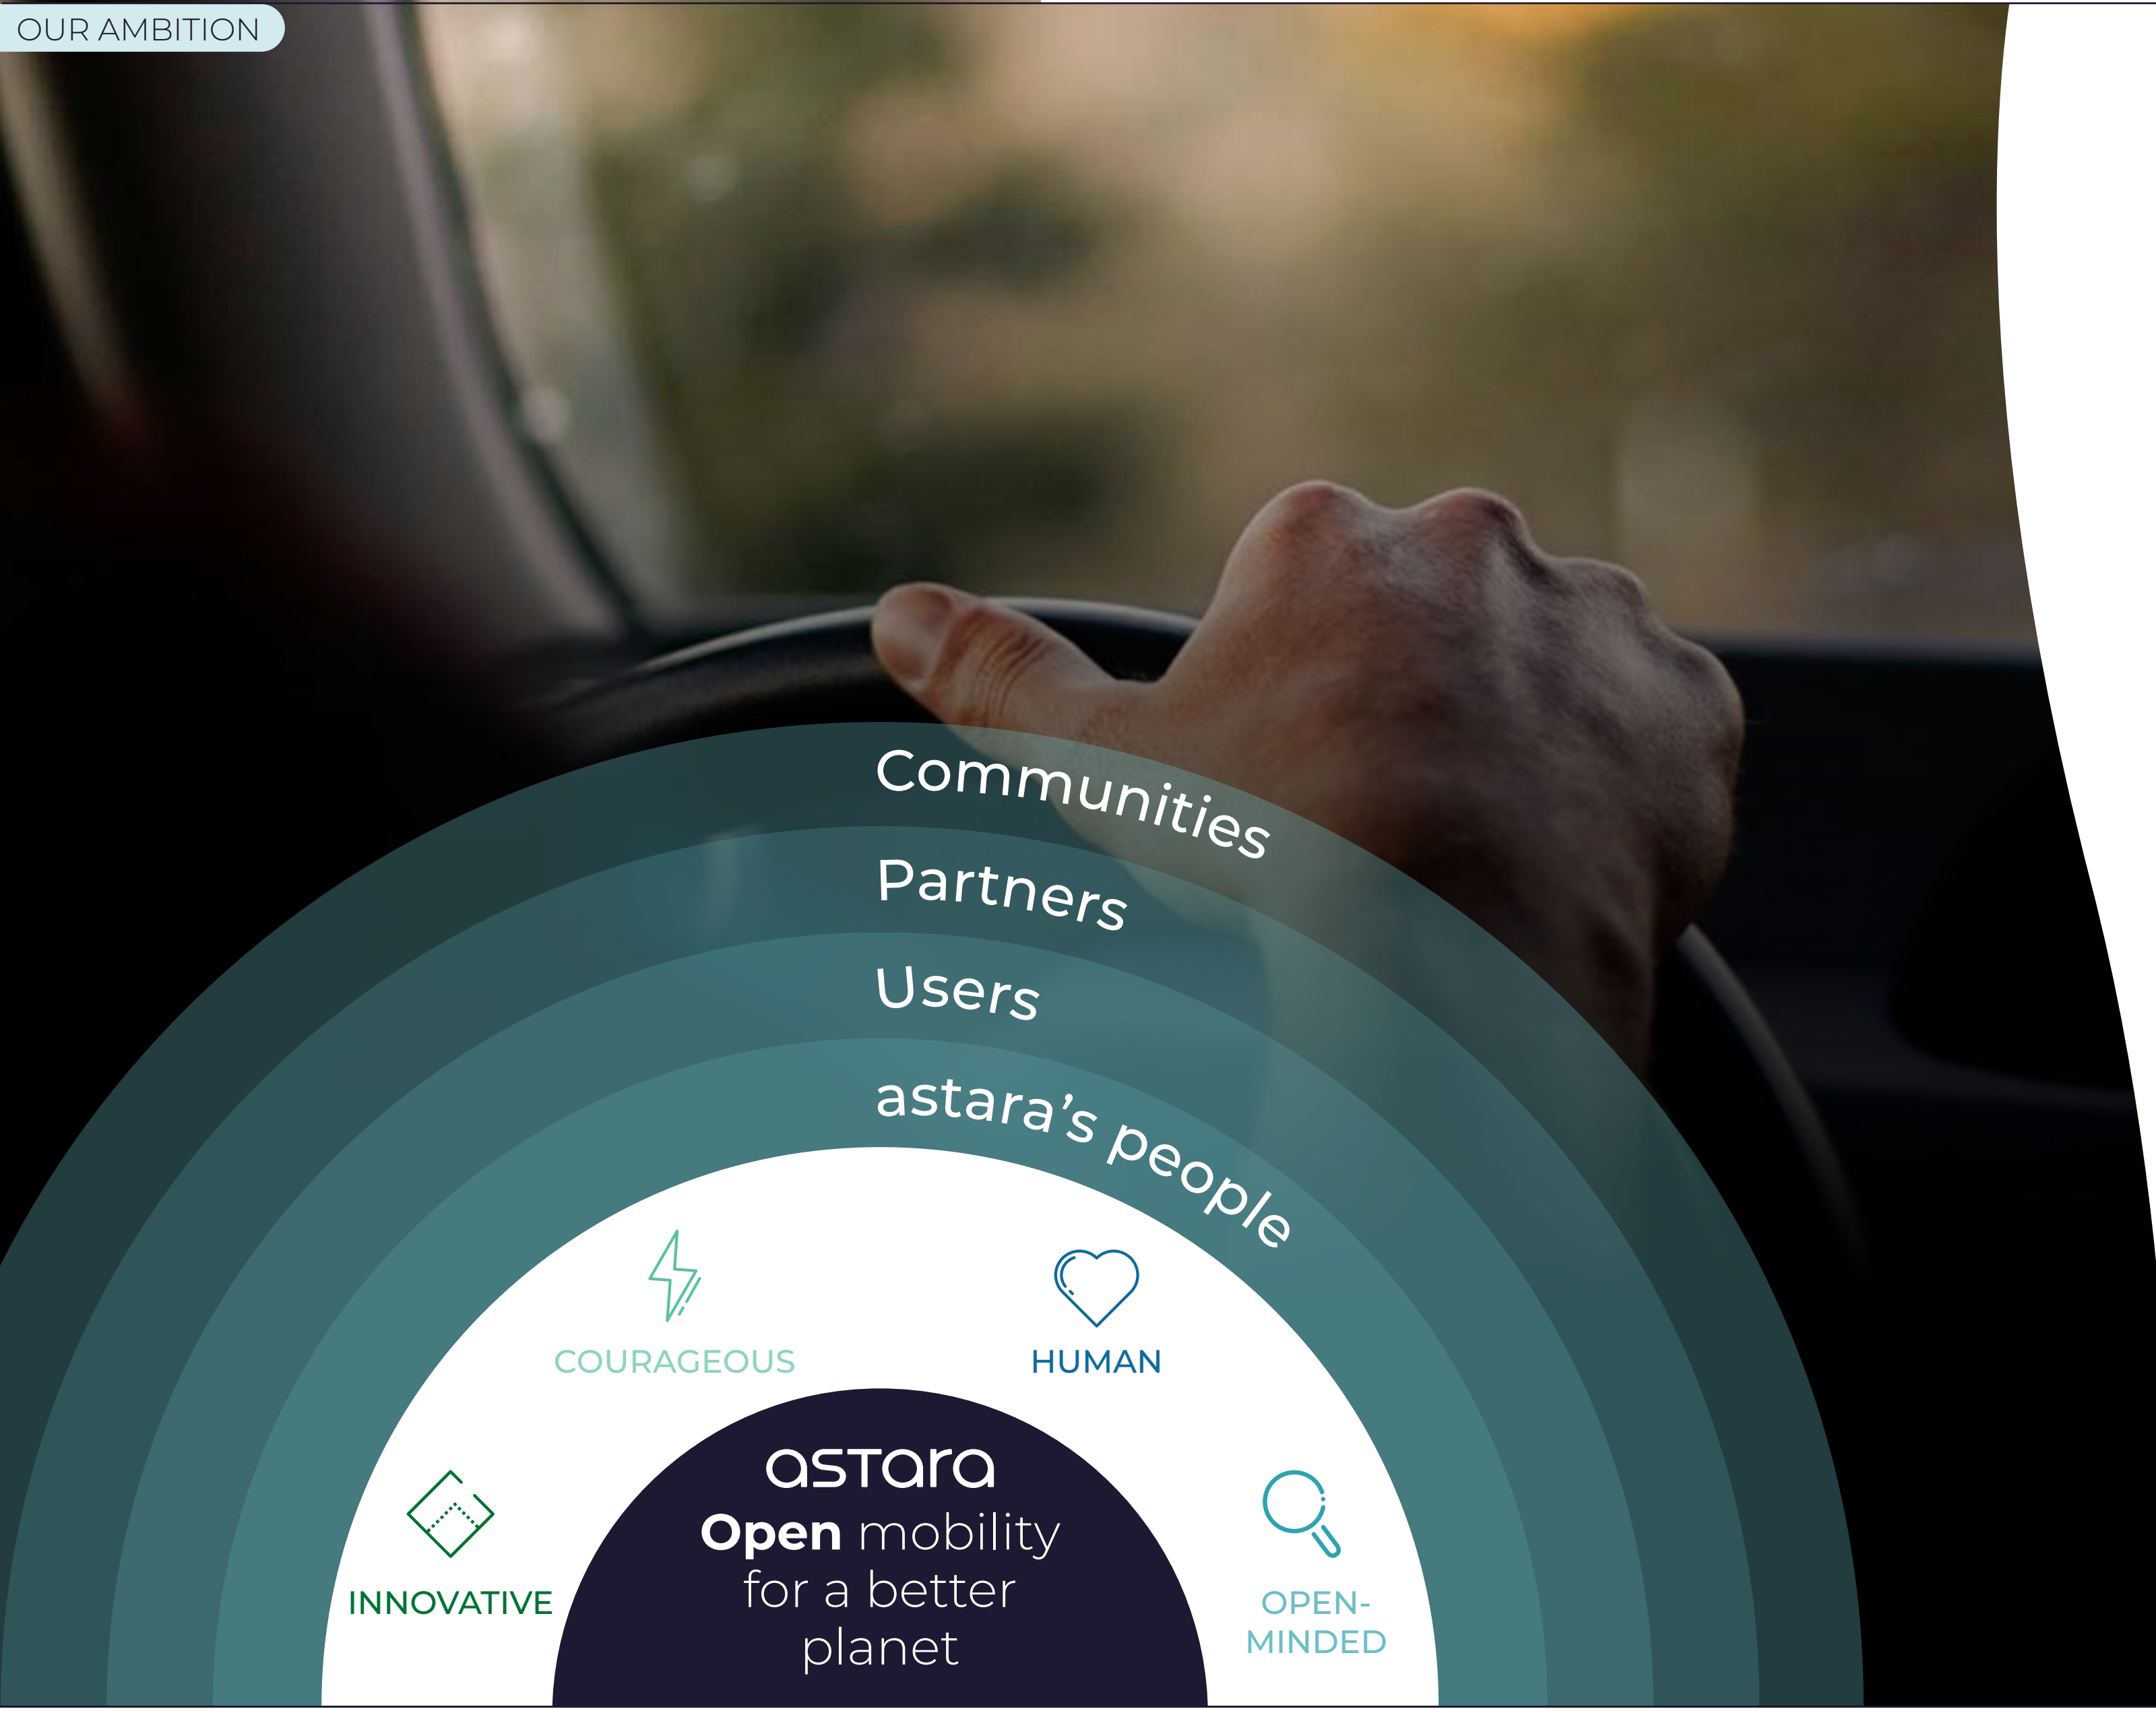 OUR AMBITION
Communities
Partners
Users
astara’s people
COURAGEOUS
HUMAN
INNOVATIVE
OPEN-
MINDED
astara
Open mobility
for a better
planet